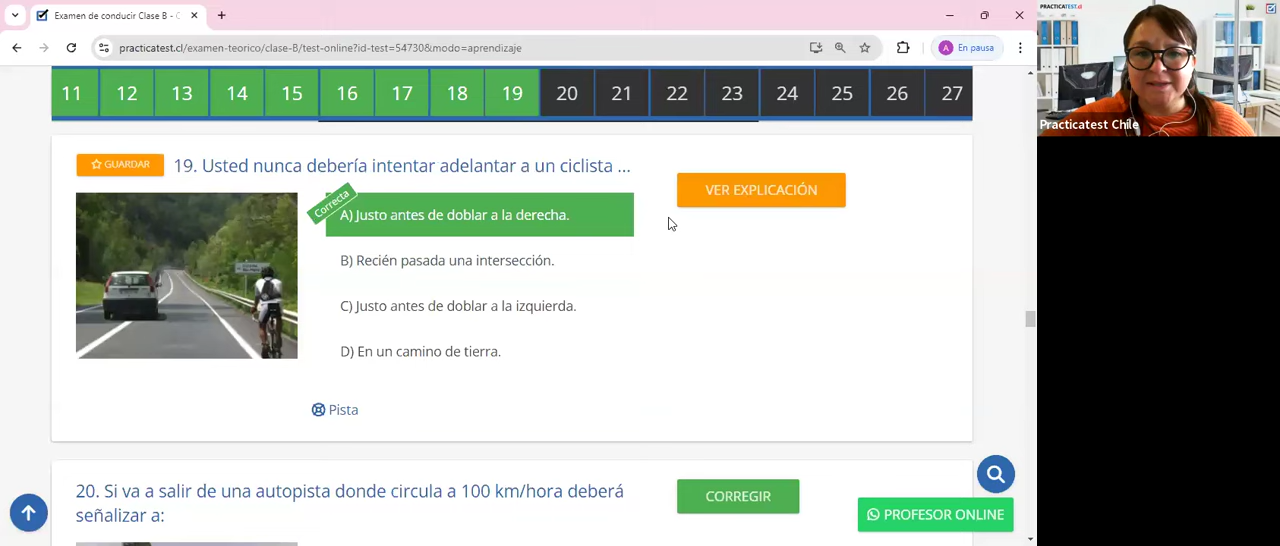 Examen de conducir Clase B - C
practicatest.cl/examen-teorico/clase-B/test-online?id-test=54730&modo=aprendizaje
A En pausa
PRACTICATEST.cl
Practicatest Chile
11 12 13 14 15 16 17 18 19 20 21 22 23 24 25 26 27
GUARDAR
19. Usted nunca debería intentar adelantar a un ciclista ...
VER EXPLICACIÓN
Correcta
A) Justo antes de doblar a la derecha.
B) Recién pasada una intersección.
C) Justo antes de doblar a la izquierda.
D) En un camino de tierra.
Pista
20. Si va a salir de una autopista donde circula a 100 km/hora deberá
señalizar a:
CORREGIR
PROFESOR ONLINE